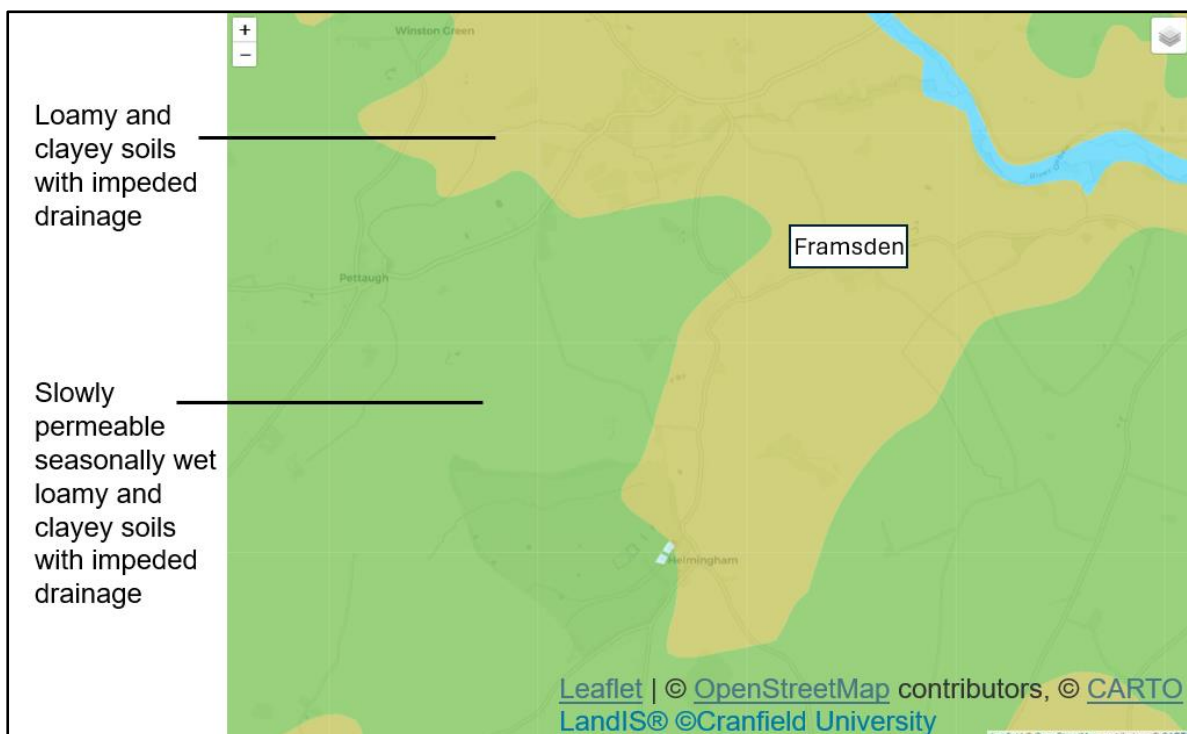 +
−
Winston Green
Loamy and
clayey soils
with impeded
drainage
Framsden
Pettaugh
Slowly
permeable
seasonally wet
loamy and
clayey soils
with impeded
drainage
Helmingham
Leaflet | © OpenStreetMap contributors, © CARTO
LandIS® ©Cranfield University